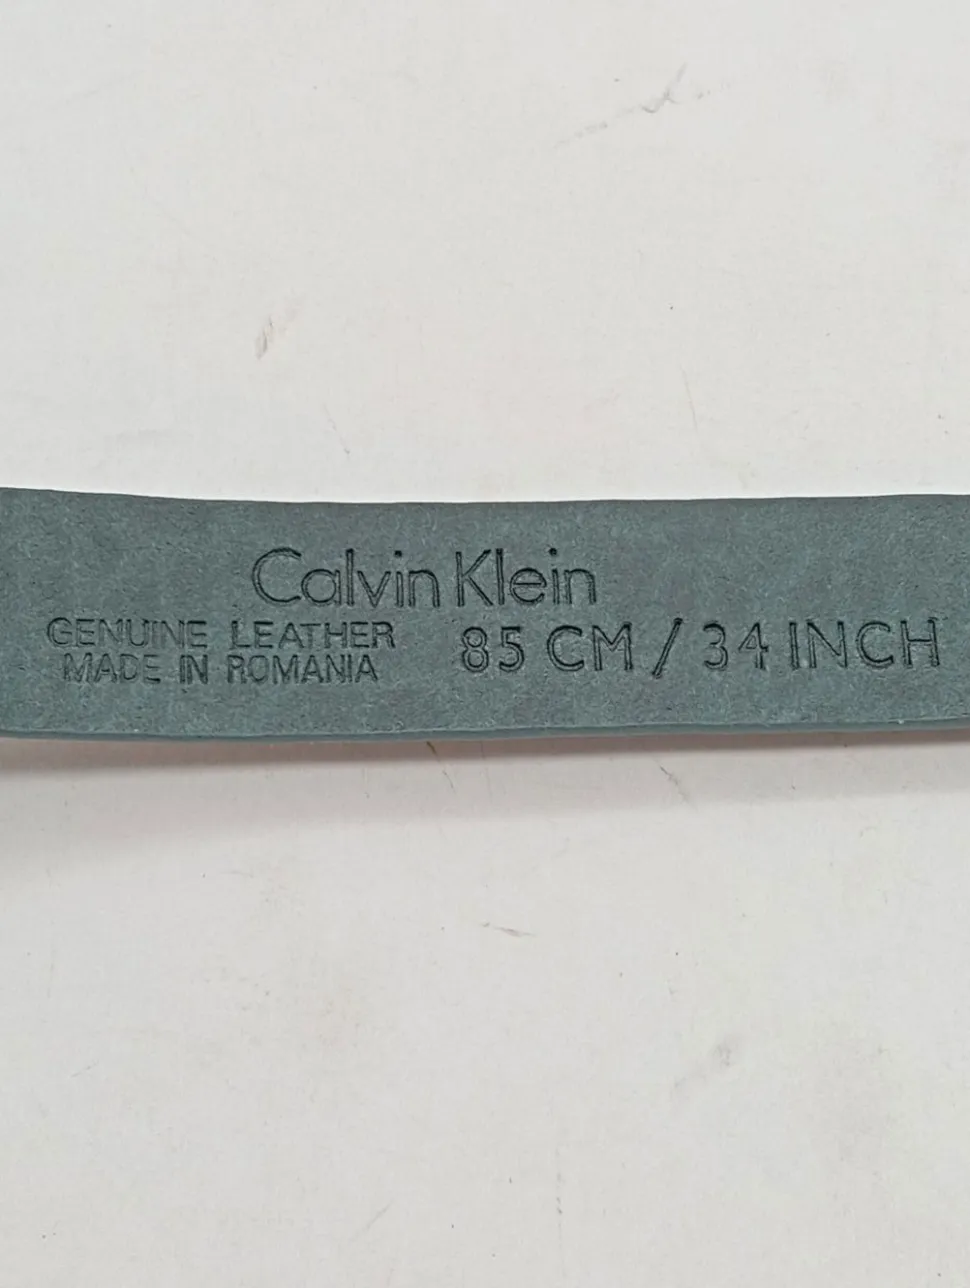 Calvin Klein
GENUINE LEATHER
MADE IN ROMANIA
85 CM / 34 INCH